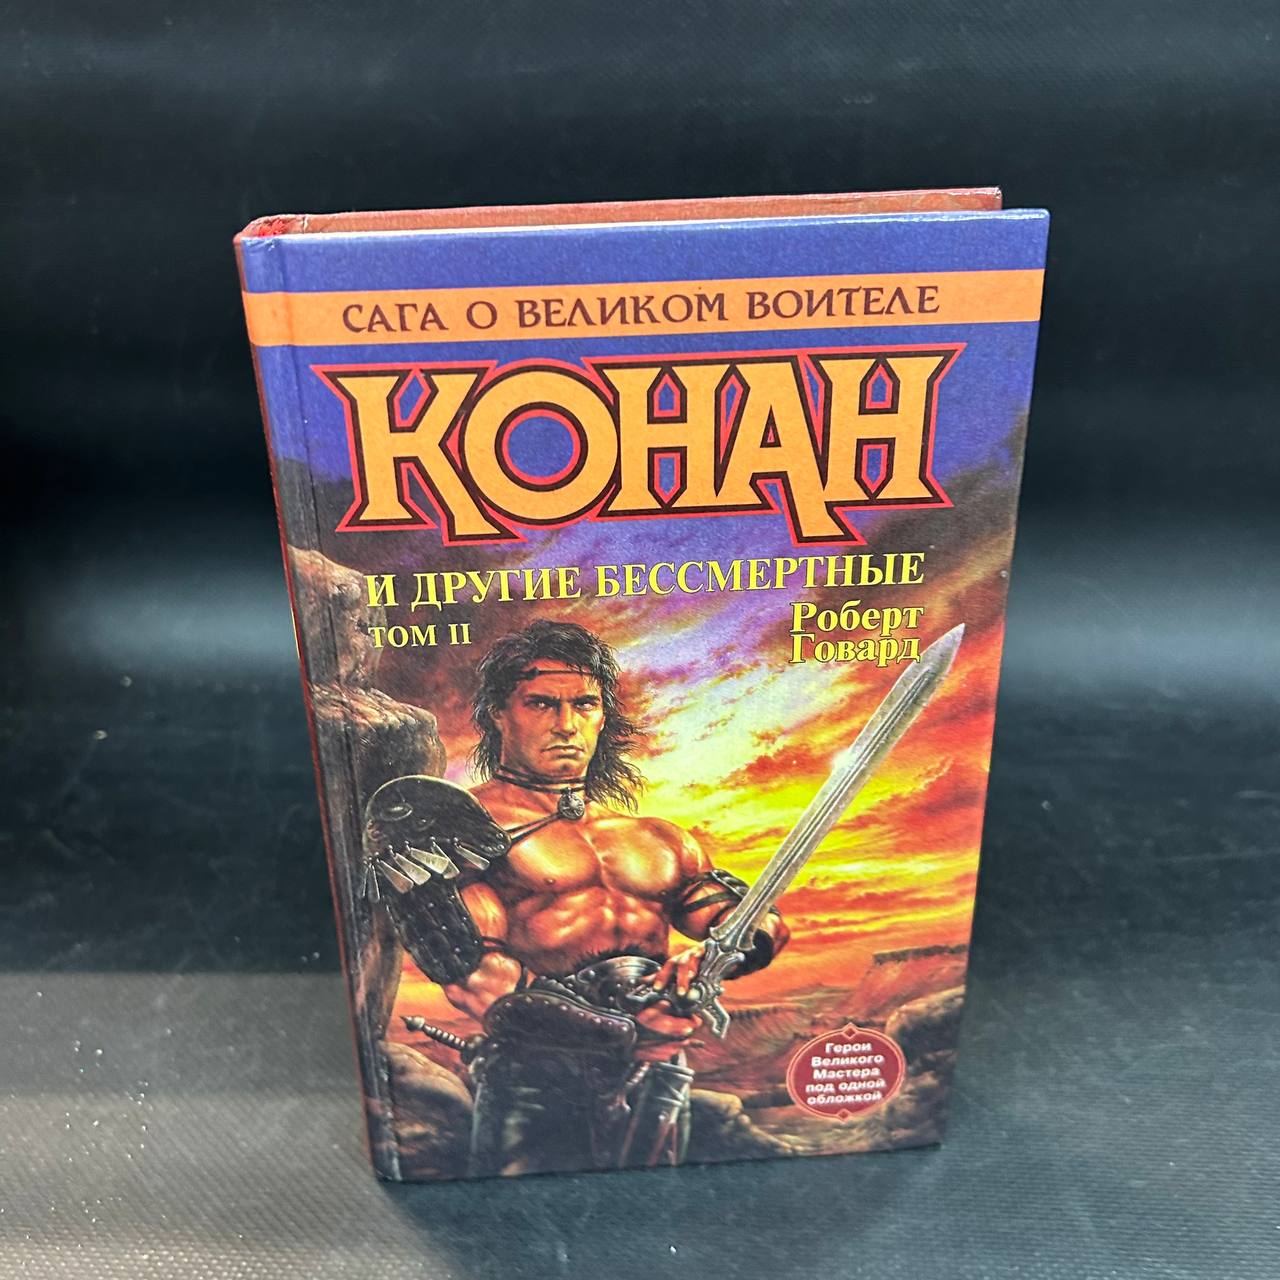 САГА О ВЕЛИКОМ ВОИТЕЛЕ
КОНАН
И ДРУГИЕ БЕССМЕРТНЫЕ
ТОМ II
Роберт
Говард
Герои
Великого
Мастера
под одной
обложкой